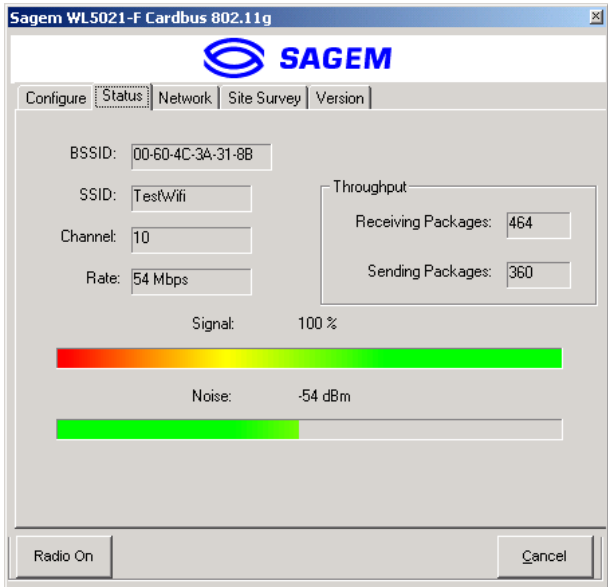 Sagem WL5021-F Cardbus 802.11g
SAGEM
Configure Status Network Site Survey Version
BSSID: 00-60-4C-3A-31-8B
SSID: TestWifi
Channel: 10
Rate: 54 Mbps
Throughput
Receiving Packages: 464
Sending Packages: 360
Signal: 100 %
Noise: -54 dBm
Radio On Cancel